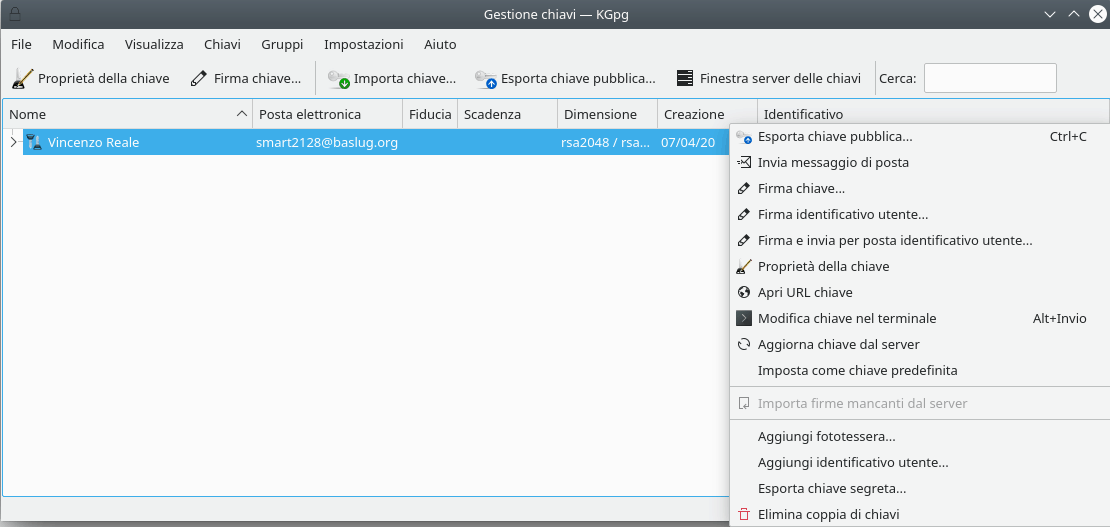 Gestione chiavi — KGpg
File Modifica Visualizza Chiavi Gruppi Impostazioni Aiuto
Proprietà della chiave Firma chiave... Importa chiave... Esporta chiave pubblica... Finestra server delle chiavi Cerca:
Nome Posta elettronica Fiducia Scadenza Dimensione Creazione Identificativo
Vincenzo Reale smart2128@baslug.org rsa2048 / rsa... 07/04/20
Esporta chiave pubblica... Ctrl+C
Invia messaggio di posta
Firma chiave...
Firma identificativo utente...
Firma e invia per posta identificativo utente...
Proprietà della chiave
Apri URL chiave
Modifica chiave nel terminale Alt+Invio
Aggiorna chiave dal server
Imposta come chiave predefinita
Importa firme mancanti dal server
Aggiungi fototessera...
Aggiungi identificativo utente...
Esporta chiave segreta...
Elimina coppia di chiavi